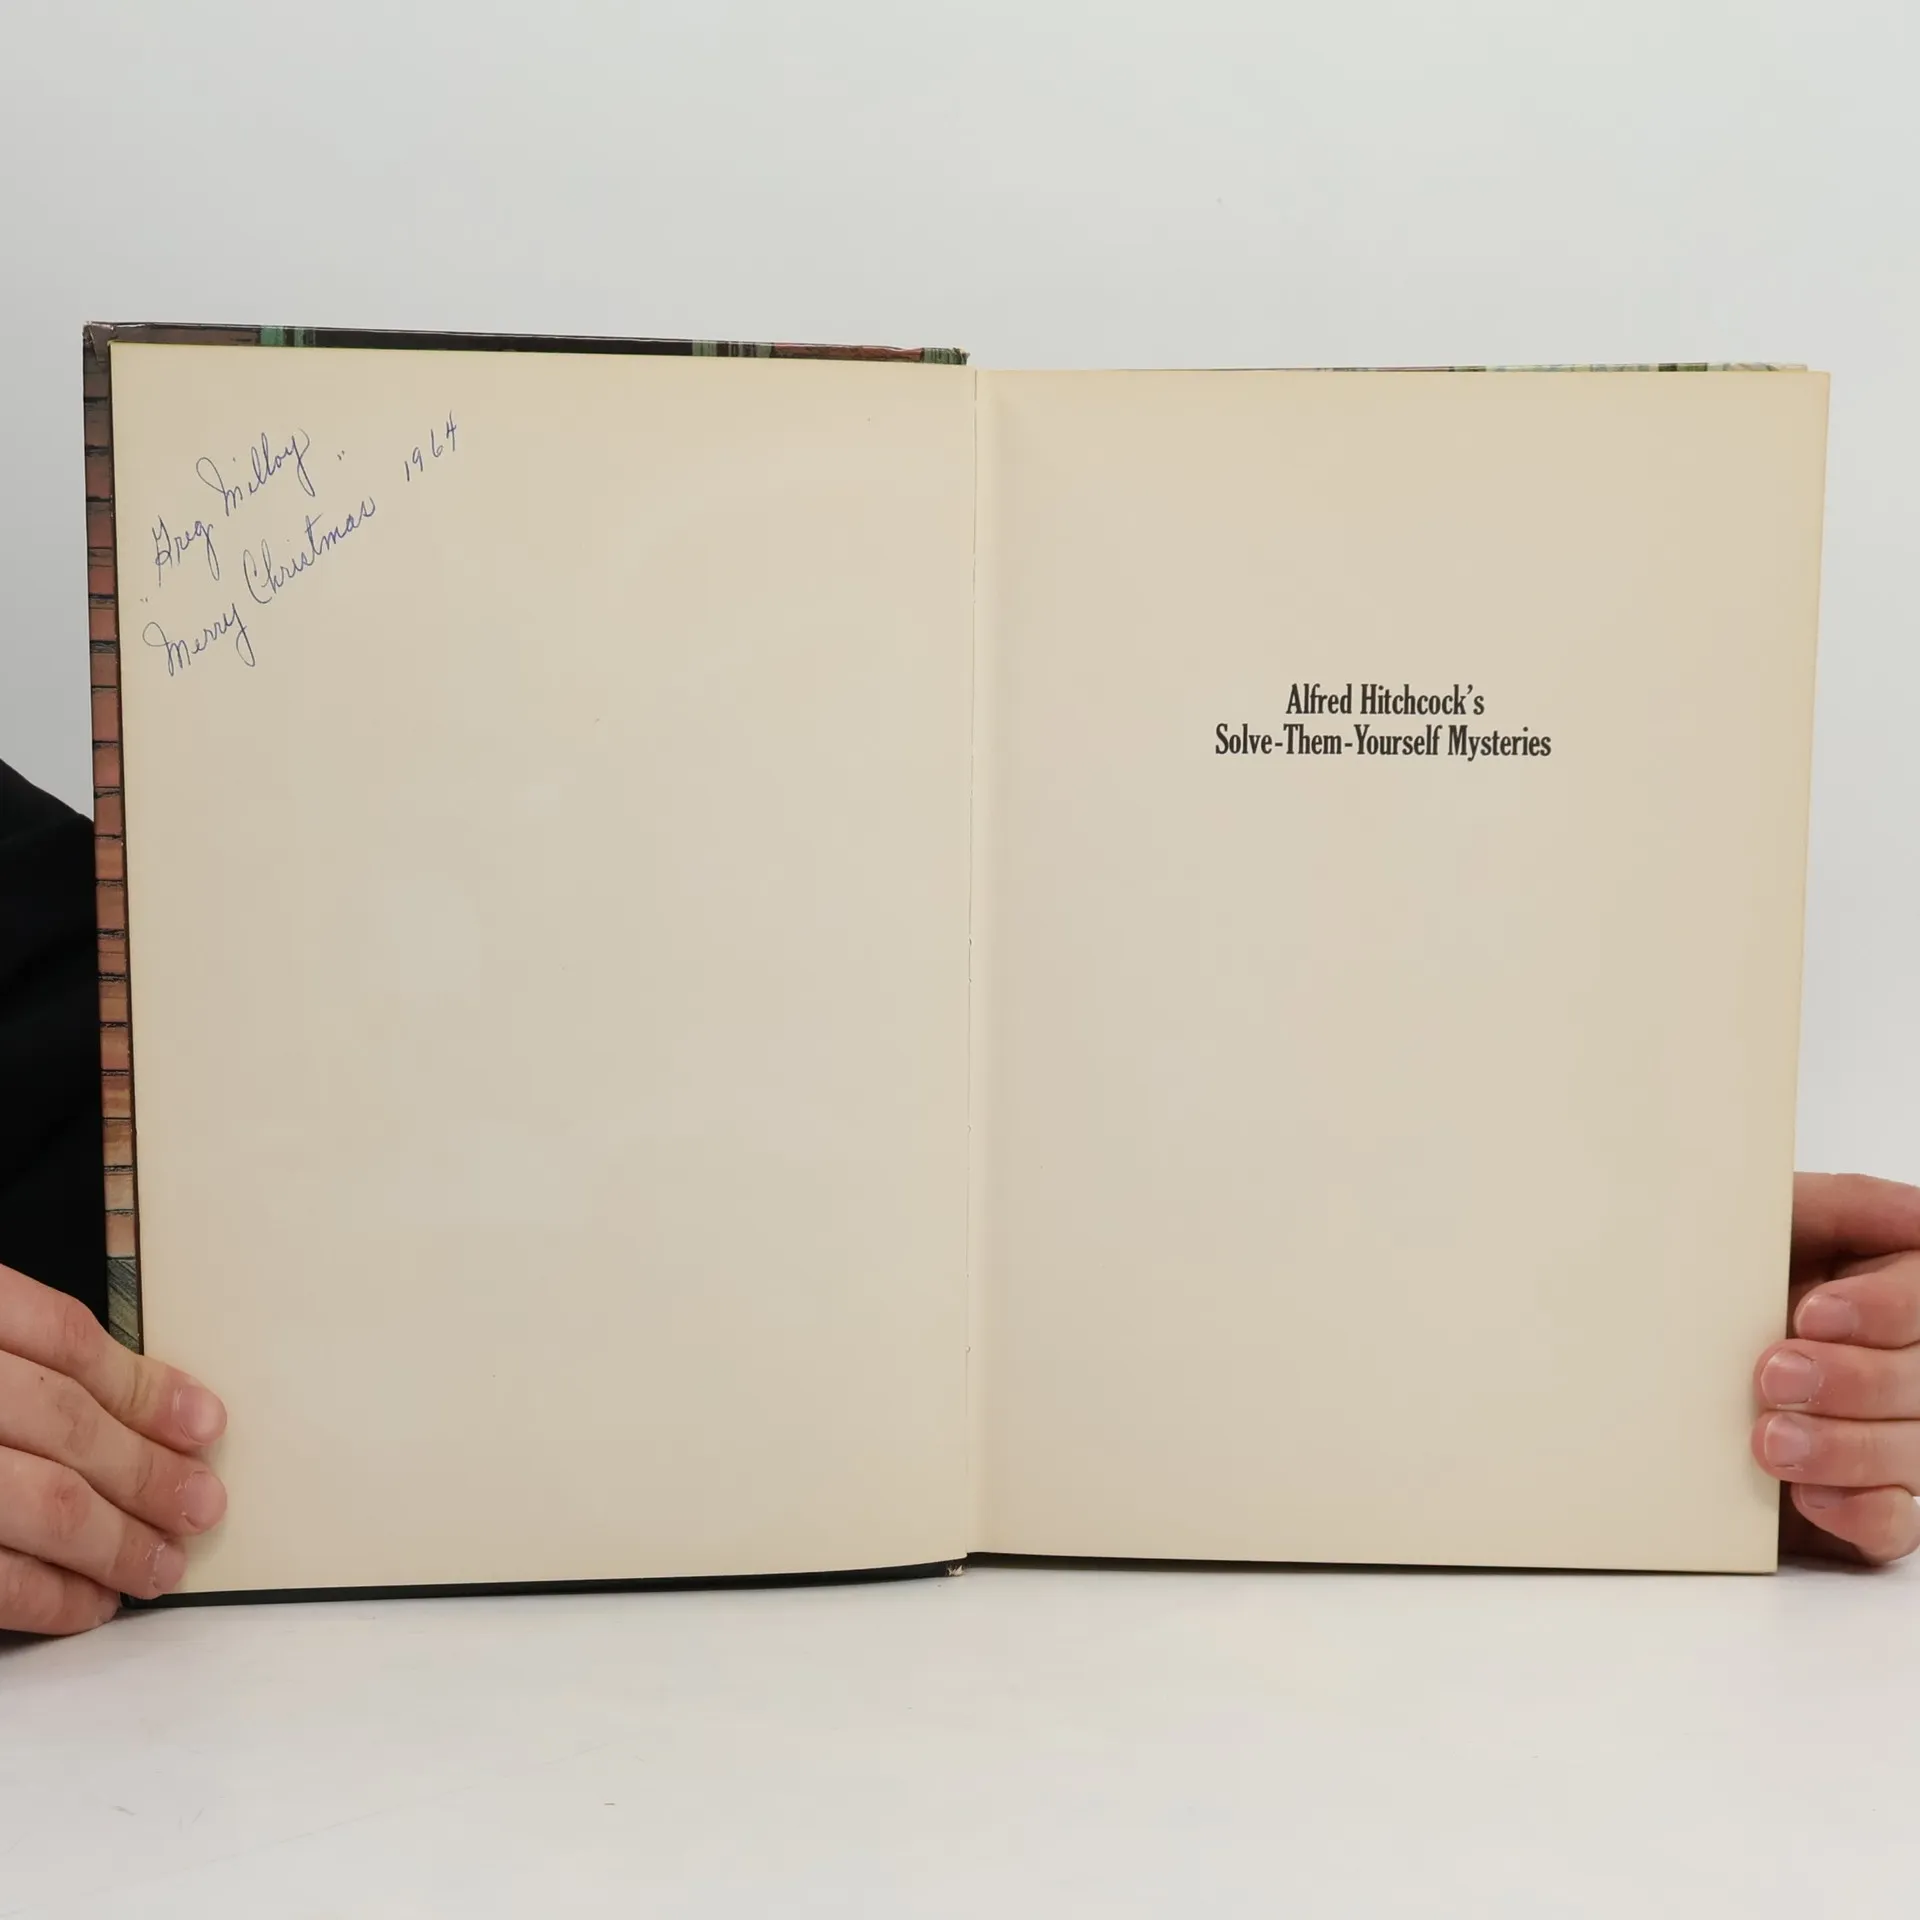 Greg Milloy
"Merry Christmas" 1964
Alfred Hitchcock's
Solve-Them-Yourself Mysteries